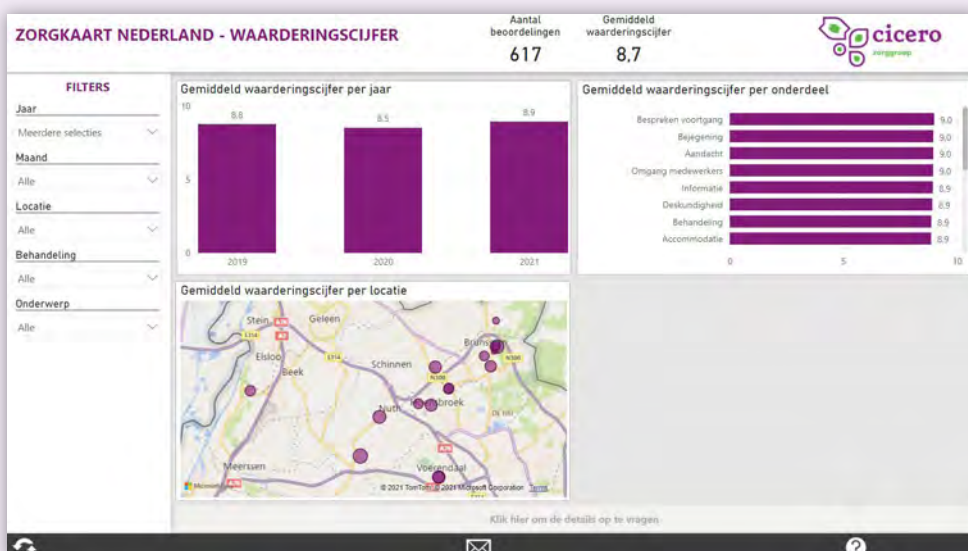 ZORGKAART NEDERLAND - WAARDERINGSCIJFER
Aantal
beoordelingen
617
Gemiddeld
waarderingscijfer
8,7
cicero
zorggroep
FILTERS
Jaar
Meerdere selecties
Maand
Alle
Locatie
Alle
Behandeling
Alle
Onderwerp
Alle
Gemiddeld waarderingscijfer per jaar
10
5
0
8.8
8.5
8.9
2019
2020
2021
Gemiddeld waarderingscijfer per onderdeel
Bespreken voortgang 9.0
Bejegening 9.0
Aandacht 9.0
Omgang medewerkers 9.0
Informatie 8.9
Deskundigheid 8.9
Behandeling 8.9
Accommodatie 8.9
0 5 10
Gemiddeld waarderingscijfer per locatie
Stein
Geleen
E314
Elsloo
Beek
E314
Schinnen
N300
Nuth
Meerssen
Voerendaal
© 2021 TomTom, © 2021 Microsoft Corporation Terms
Klik hier om de details op te vragen